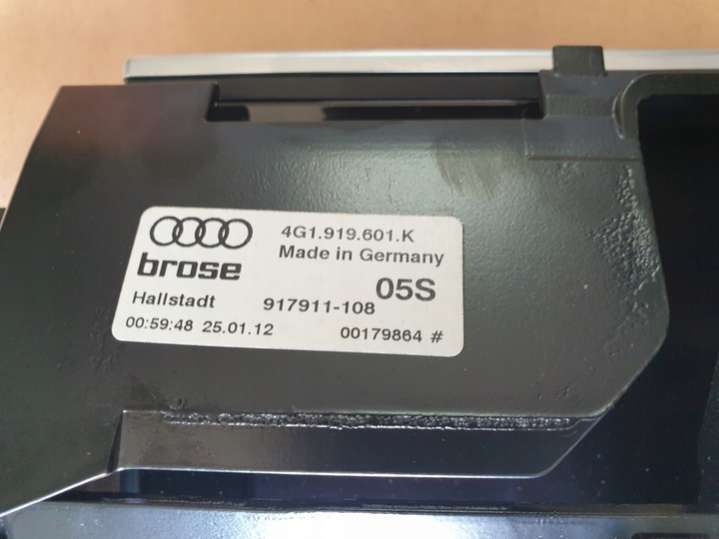 4G1.919.601.K
Made in Germany
brose
05S
Hallstadt 917911-108
00:59:48 25.01.12 00179864 #